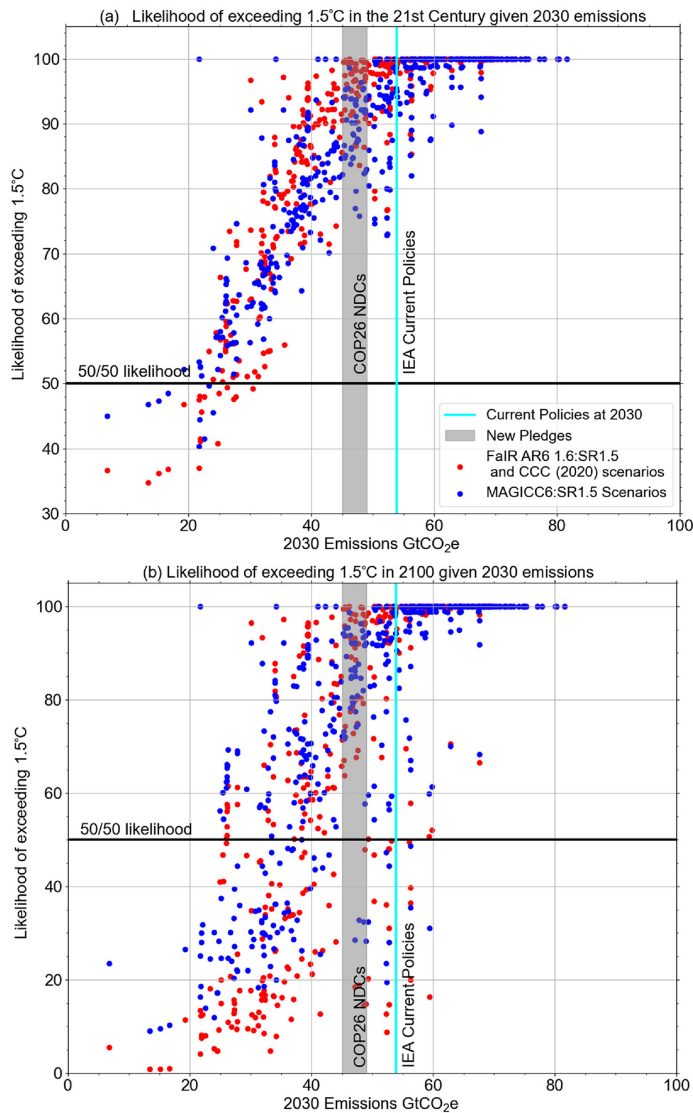 (a) Likelihood of exceeding 1.5°C in the 21st Century given 2030 emissions
Likelihood of exceeding 1.5°C
100
90
80
70
60
50
40
30
50/50 likelihood
COP26 NDCs
IEA Current Policies
Current Policies at 2030
New Pledges
FaIR AR6 1.6:SR1.5
and CCC (2020) scenarios
MAGICC6:SR1.5 Scenarios
0 20 40 60 80 100
2030 Emissions GtCO₂e
(b) Likelihood of exceeding 1.5°C in 2100 given 2030 emissions
Likelihood of exceeding 1.5°C
100
80
60
40
20
0
50/50 likelihood
COP26 NDCs
IEA Current Policies
0 20 40 60 80 100
2030 Emissions GtCO₂e